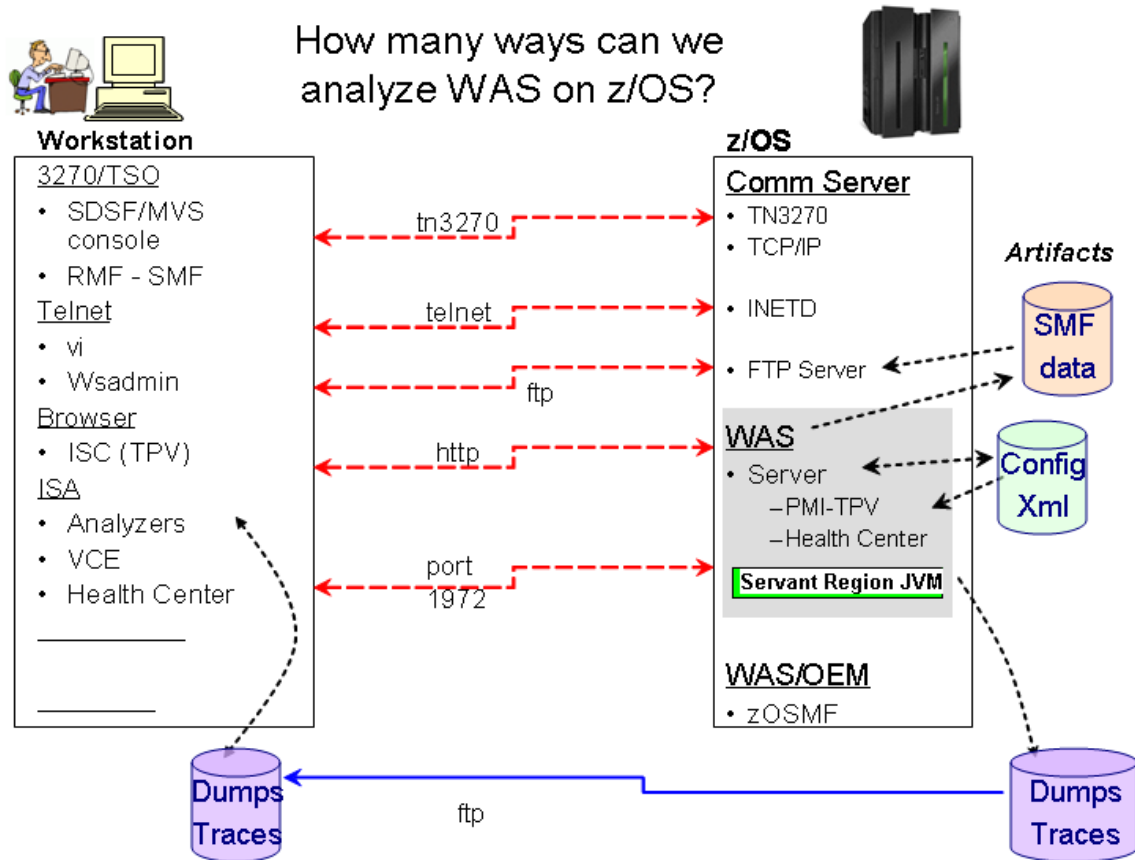 How many ways can we
analyze WAS on z/OS?
Workstation
3270/TSO
• SDSF/MVS
console
• RMF - SMF
Telnet
• vi
• Wsadmin
Browser
• ISC (TPV)
ISA
• Analyzers
• VCE
• Health Center
tn3270
telnet
ftp
http
port
1972
z/OS
Comm Server
• TN3270
• TCP/IP
• INETD
• FTP Server
WAS
• Server
–PMI-TPV
–Health Center
Servant Region JVM
WAS/OEM
• zOSMF
Artifacts
SMF
data
Config
Xml
Dumps
Traces
ftp
Dumps
Traces